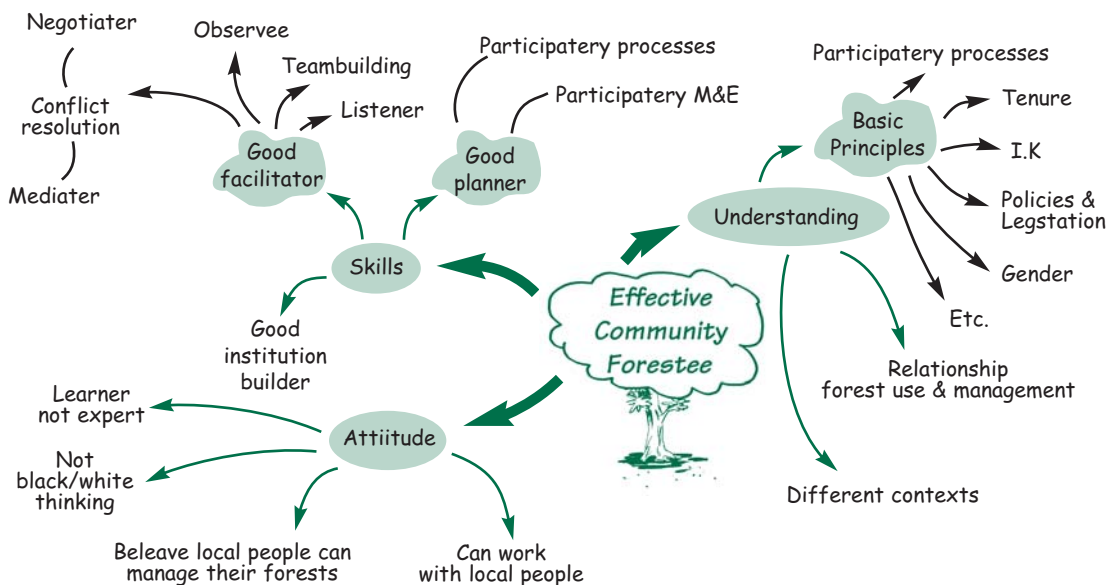 Negotiater
Conflict
resolution
Mediater
Observee
Teambuilding
Listener
Good
facilitator
Participatery processes
Participatery M&E
Good
planner
Skills
Good
institution
builder
Effective
Community
Forestee
Understanding
Basic
Principles
Participatery processes
Tenure
I.K
Policies &
Legstation
Gender
Etc.
Relationship
forest use & management
Different contexts
Attiitude
Learner
not expert
Not
black/white
thinking
Beleave local people can
manage their forests
Can work
with local people